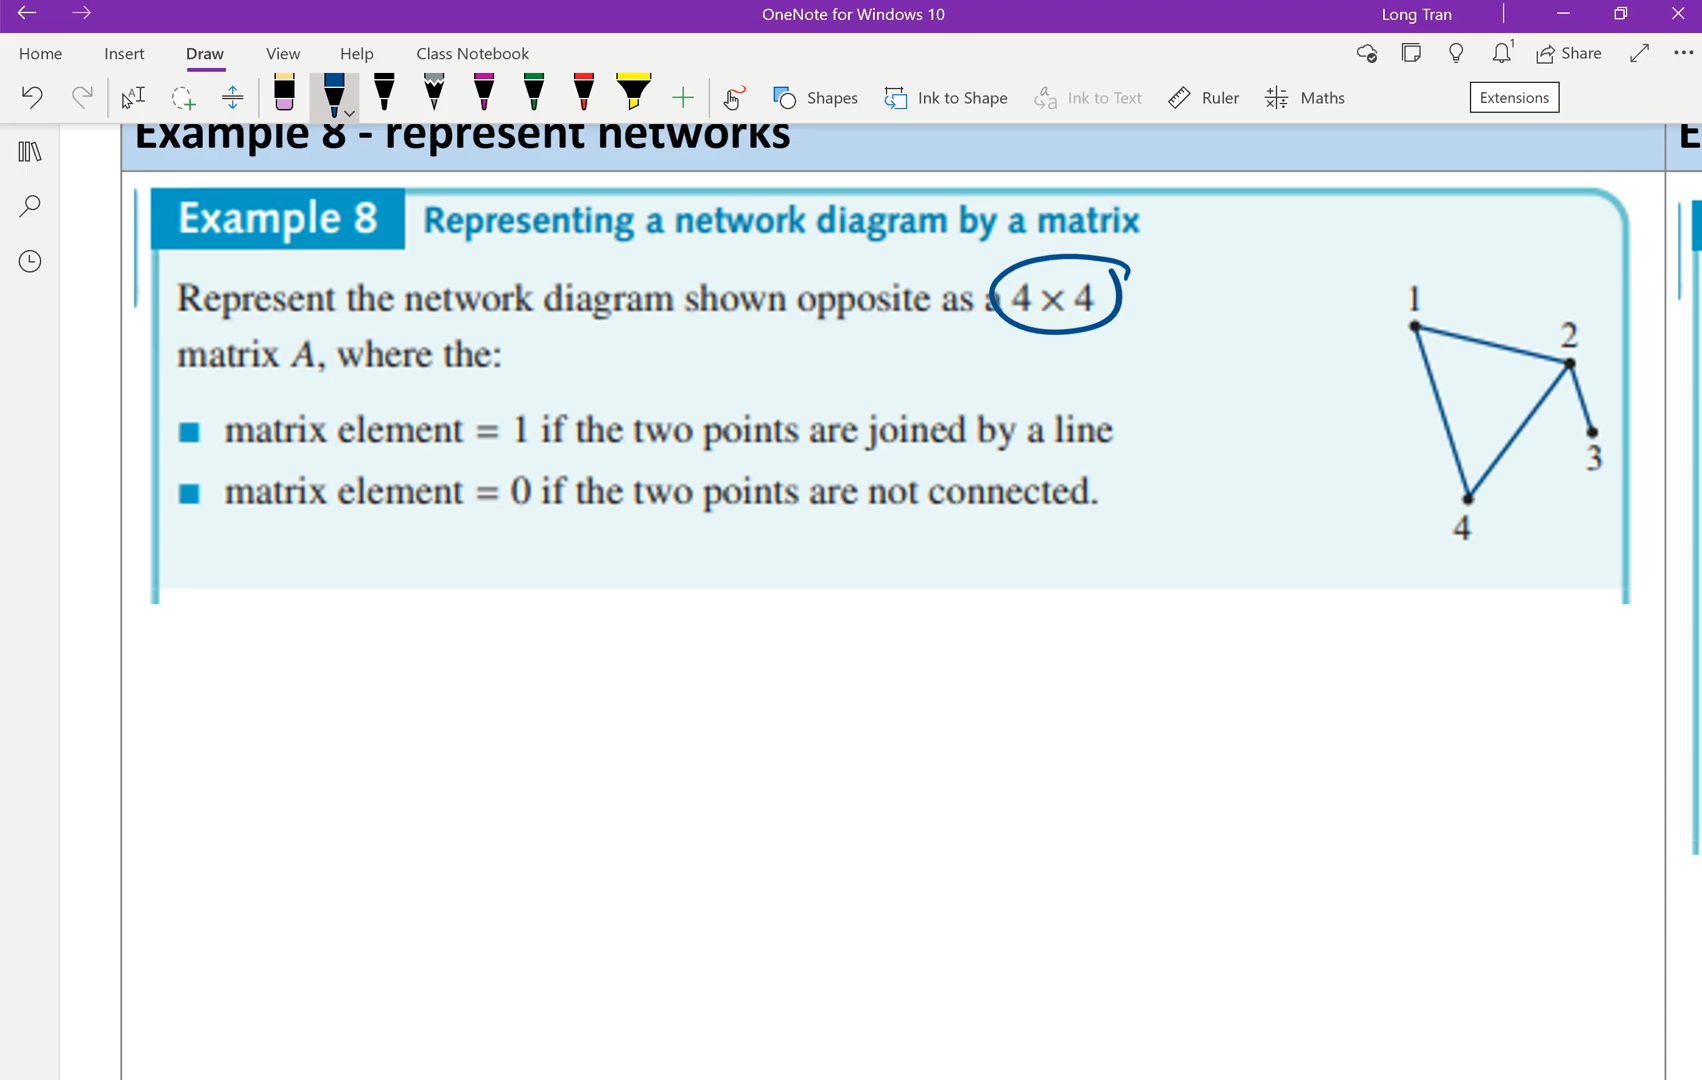 OneNote for Windows 10
Long Tran
Home Insert Draw View Help Class Notebook
1
Share
Shapes
Ink to Shape
Ink to Text
Ruler
Maths
Extensions
Example 8 - represent networks
E
Example 8 Representing a network diagram by a matrix
Represent the network diagram shown opposite as a 4 × 4
matrix A, where the:
■ matrix element = 1 if the two points are joined by a line
■ matrix element = 0 if the two points are not connected.
1
2
3
4